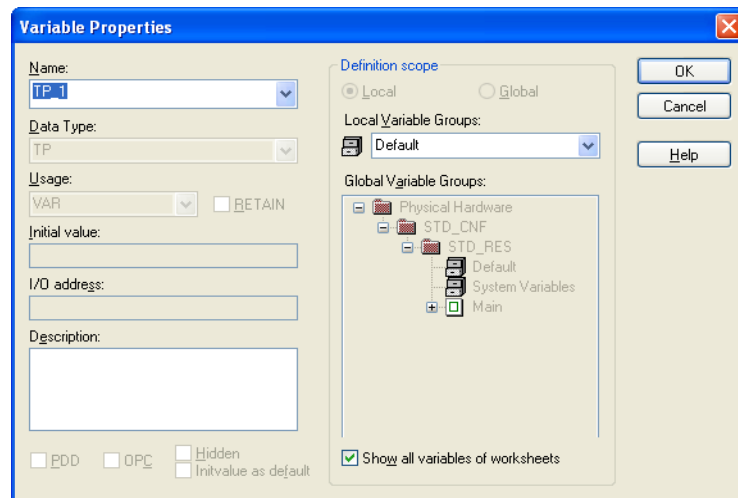 Variable Properties
Name:
TP_1
Data Type:
TP
Usage:
VAR
RETAIN
Initial value:
I/O address:
Description:
PDD
OPC
Hidden
Initvalue as default
Definition scope
Local
Global
Local Variable Groups:
Default
Global Variable Groups:
Physical Hardware
STD_CNF
STD_RES
Default
System Variables
Main
Show all variables of worksheets
OK
Cancel
Help